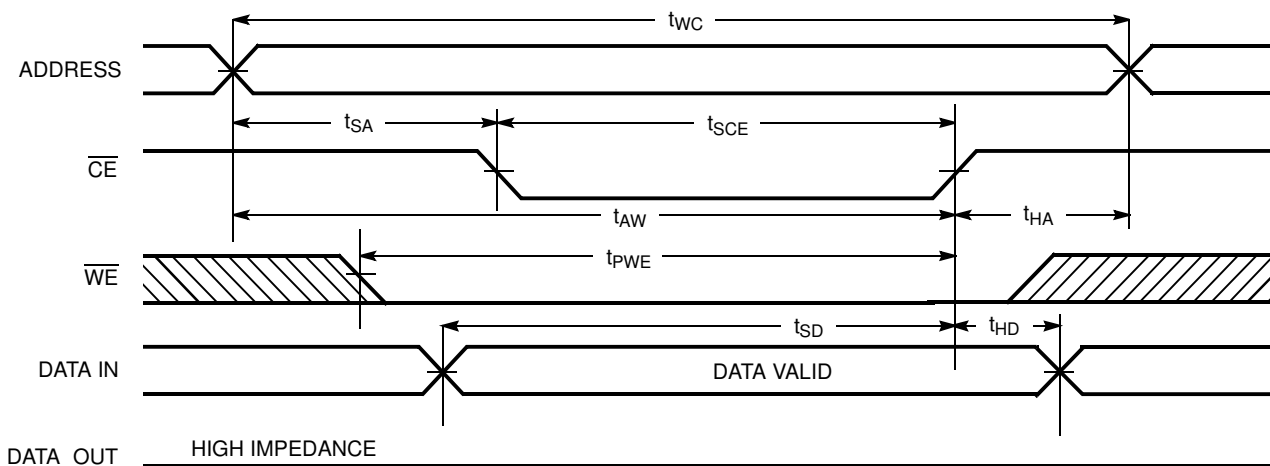 tWC
ADDRESS
tSA
tSCE
CE
tAW
tHA
WE
tPWE
tSD
tHD
DATA IN
DATA VALID
DATA OUT
HIGH IMPEDANCE